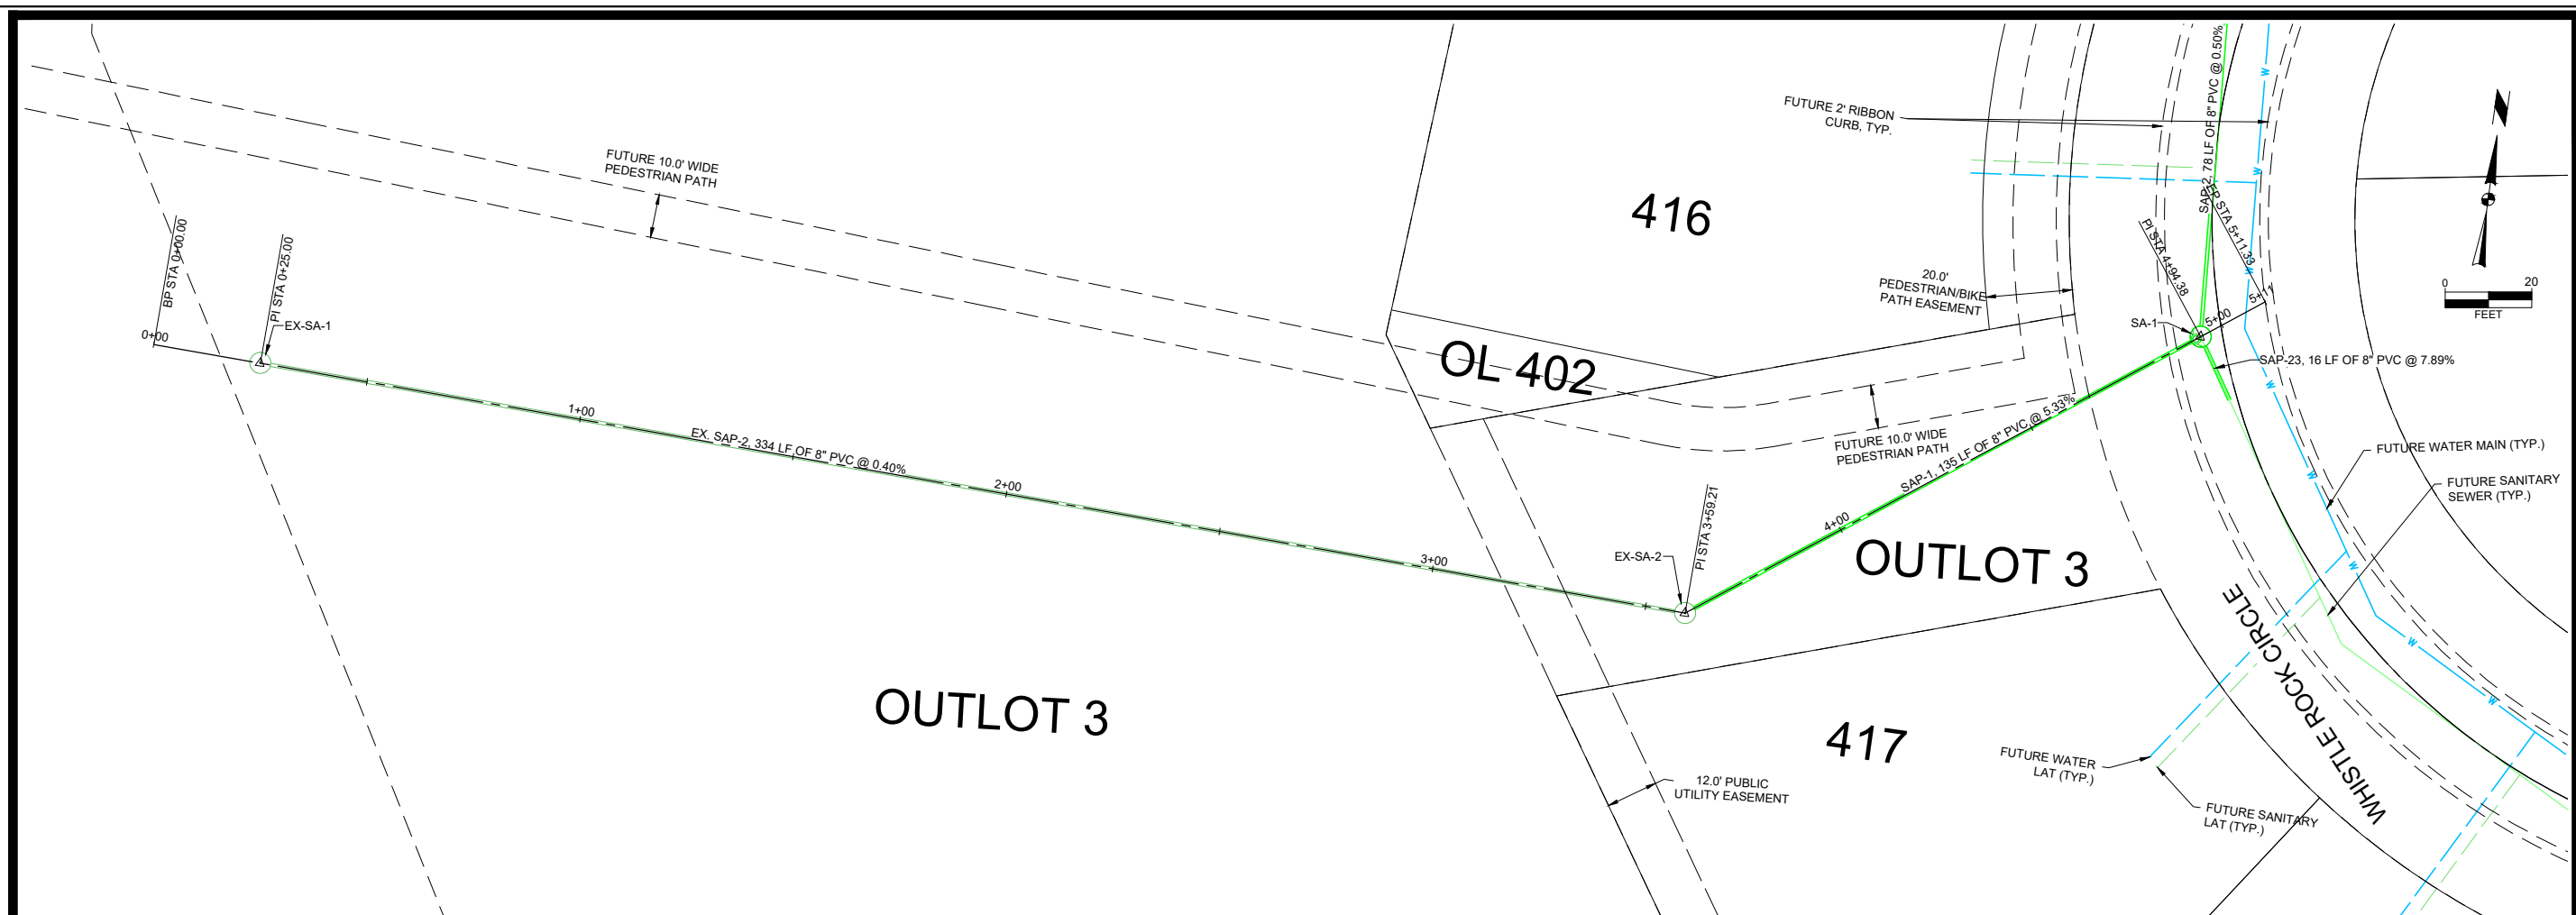 FUTURE 10.0' WIDE
PEDESTRIAN PATH
BP STA 0+00.00
PI STA 0+25.00
EX-SA-1
0+00
1+00
EX. SAP-2, 334 LF OF 8" PVC @ 0.40%
2+00
3+00
OUTLOT 3
416
OL 402
FUTURE 2' RIBBON
CURB, TYP.
20.0'
PEDESTRIAN/BIKE
PATH EASEMENT
SAP-2, 78 LF OF 8" PVC @ 0.50%
EP STA 5+11.33
PI STA 4+94.38
5+11
5+00
SA-1
SAP-23, 16 LF OF 8" PVC @ 7.89%
0
20
FEET
FUTURE 10.0' WIDE
PEDESTRIAN PATH
SAP-1, 135 LF OF 8" PVC @ 5.33%
4+00
PI STA 3+59.21
EX-SA-2
OUTLOT 3
FUTURE WATER MAIN (TYP.)
FUTURE SANITARY
SEWER (TYP.)
WHISTLE ROCK CIRCLE
417
12.0' PUBLIC
UTILITY EASEMENT
FUTURE WATER
LAT (TYP.)
FUTURE SANITARY
LAT (TYP.)
W
W
W
W
W
W
W
W